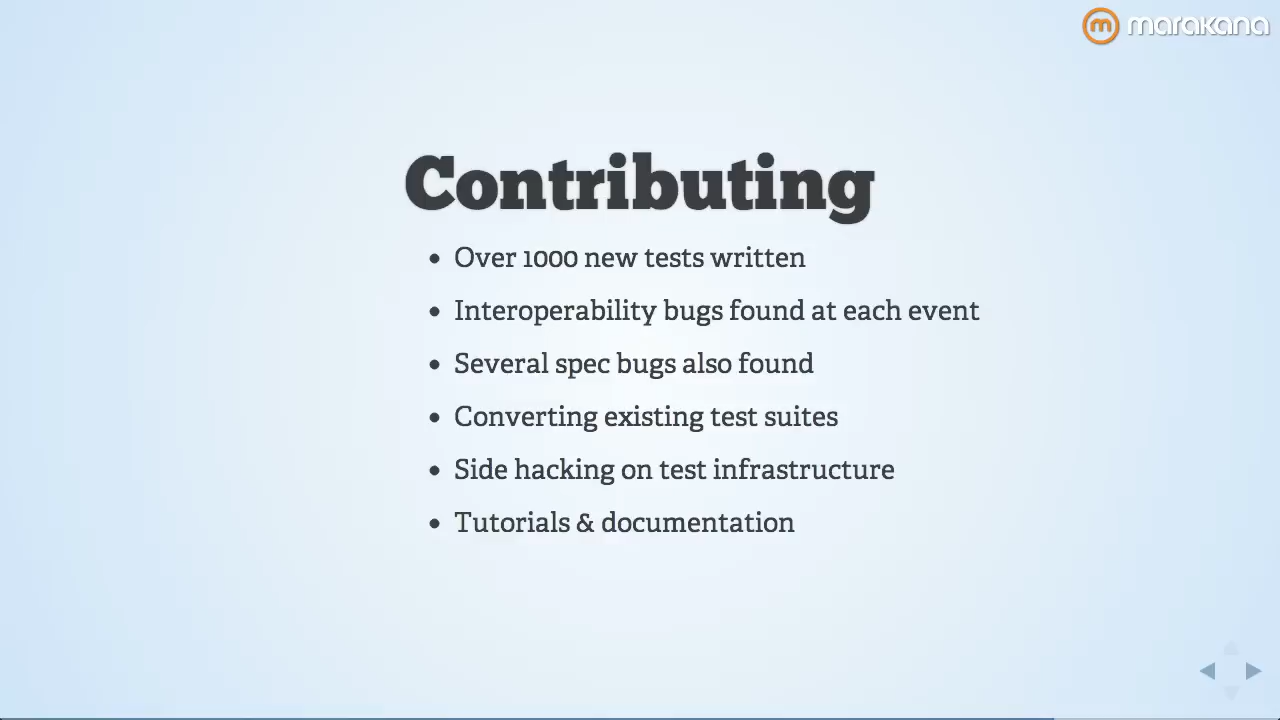 marakana
Contributing
Over 1000 new tests written
Interoperability bugs found at each event
Several spec bugs also found
Converting existing test suites
Side hacking on test infrastructure
Tutorials & documentation